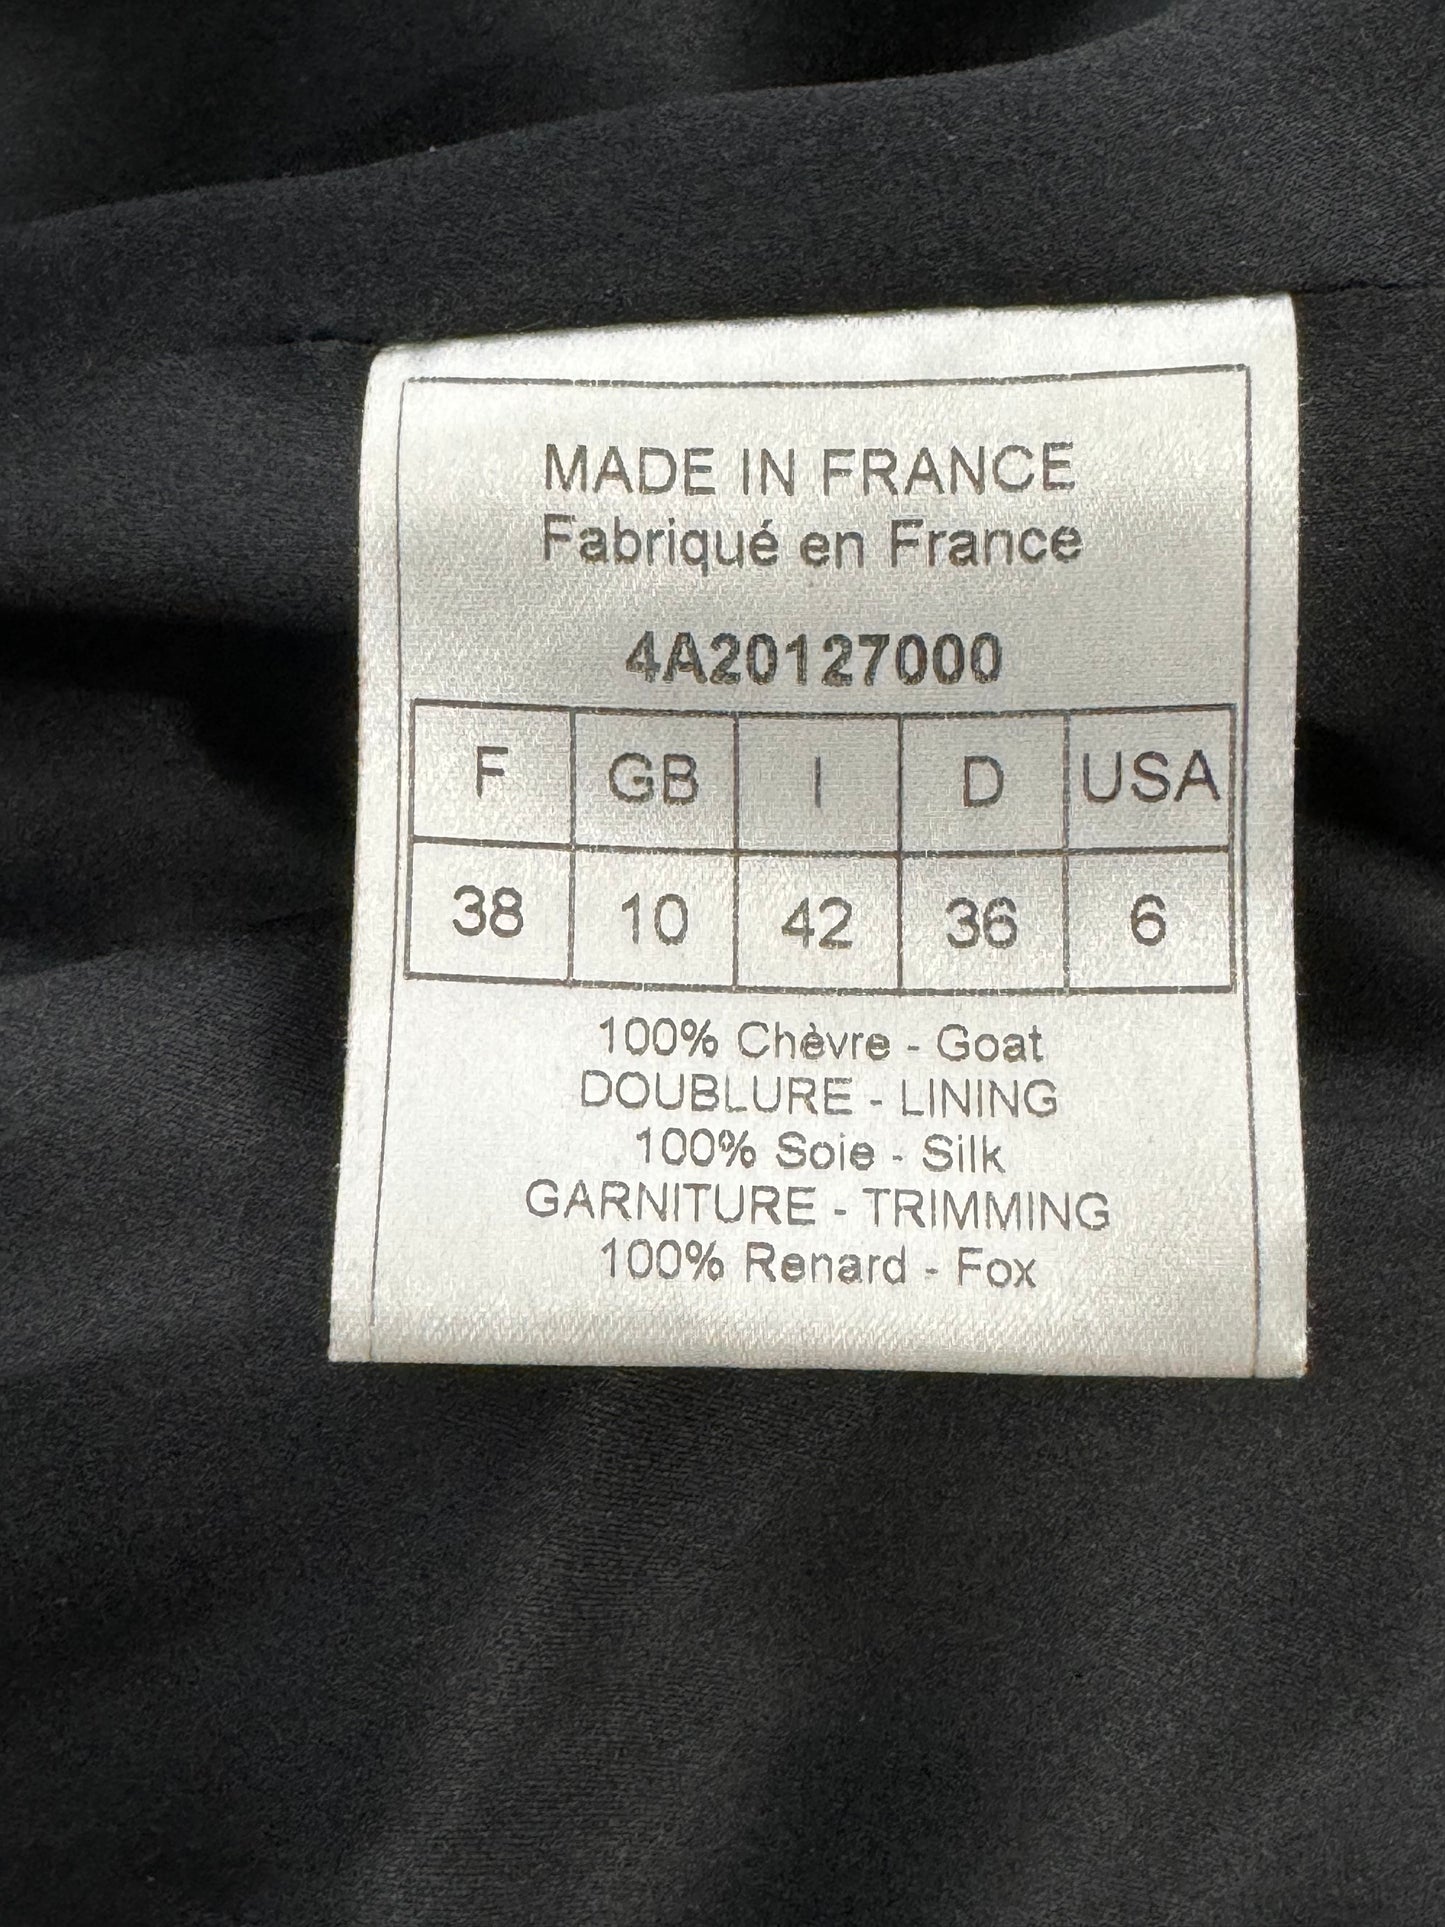 MADE IN FRANCE
Fabriqué en France
4A20127000
F GB I D USA
38 10 42 36 6
100% Chèvre - Goat
DOUBLURE - LINING
100% Soie - Silk
GARNITURE - TRIMMING
100% Renard - Fox